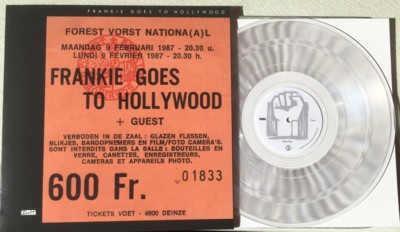 FRANKIE GOES TO HOLLYWOOD
FOREST VORST NATIONA(A)L
MAANDAG 9 FEBRUARI 1987 - 20.30 u.
LUNDI 9 FÉVRIER 1987 - 20.30 h.
FRANKIE GOES
TO HOLLYWOOD
+ GUEST
VERBODEN IN DE ZAAL: GLAZEN FLESSEN,
BLIKJES, BANDOPNEMERS EN FILM/FOTO CAMERA'S.
SONT INTERDITS DANS LA SALLE: BOUTEILLES EN
VERRE, CANETTES, ENREGISTREURS,
CAMERAS ET APPAREILS PHOTO.
600 Fr.
01833
TICKETS VOET - 9800 DEINZE